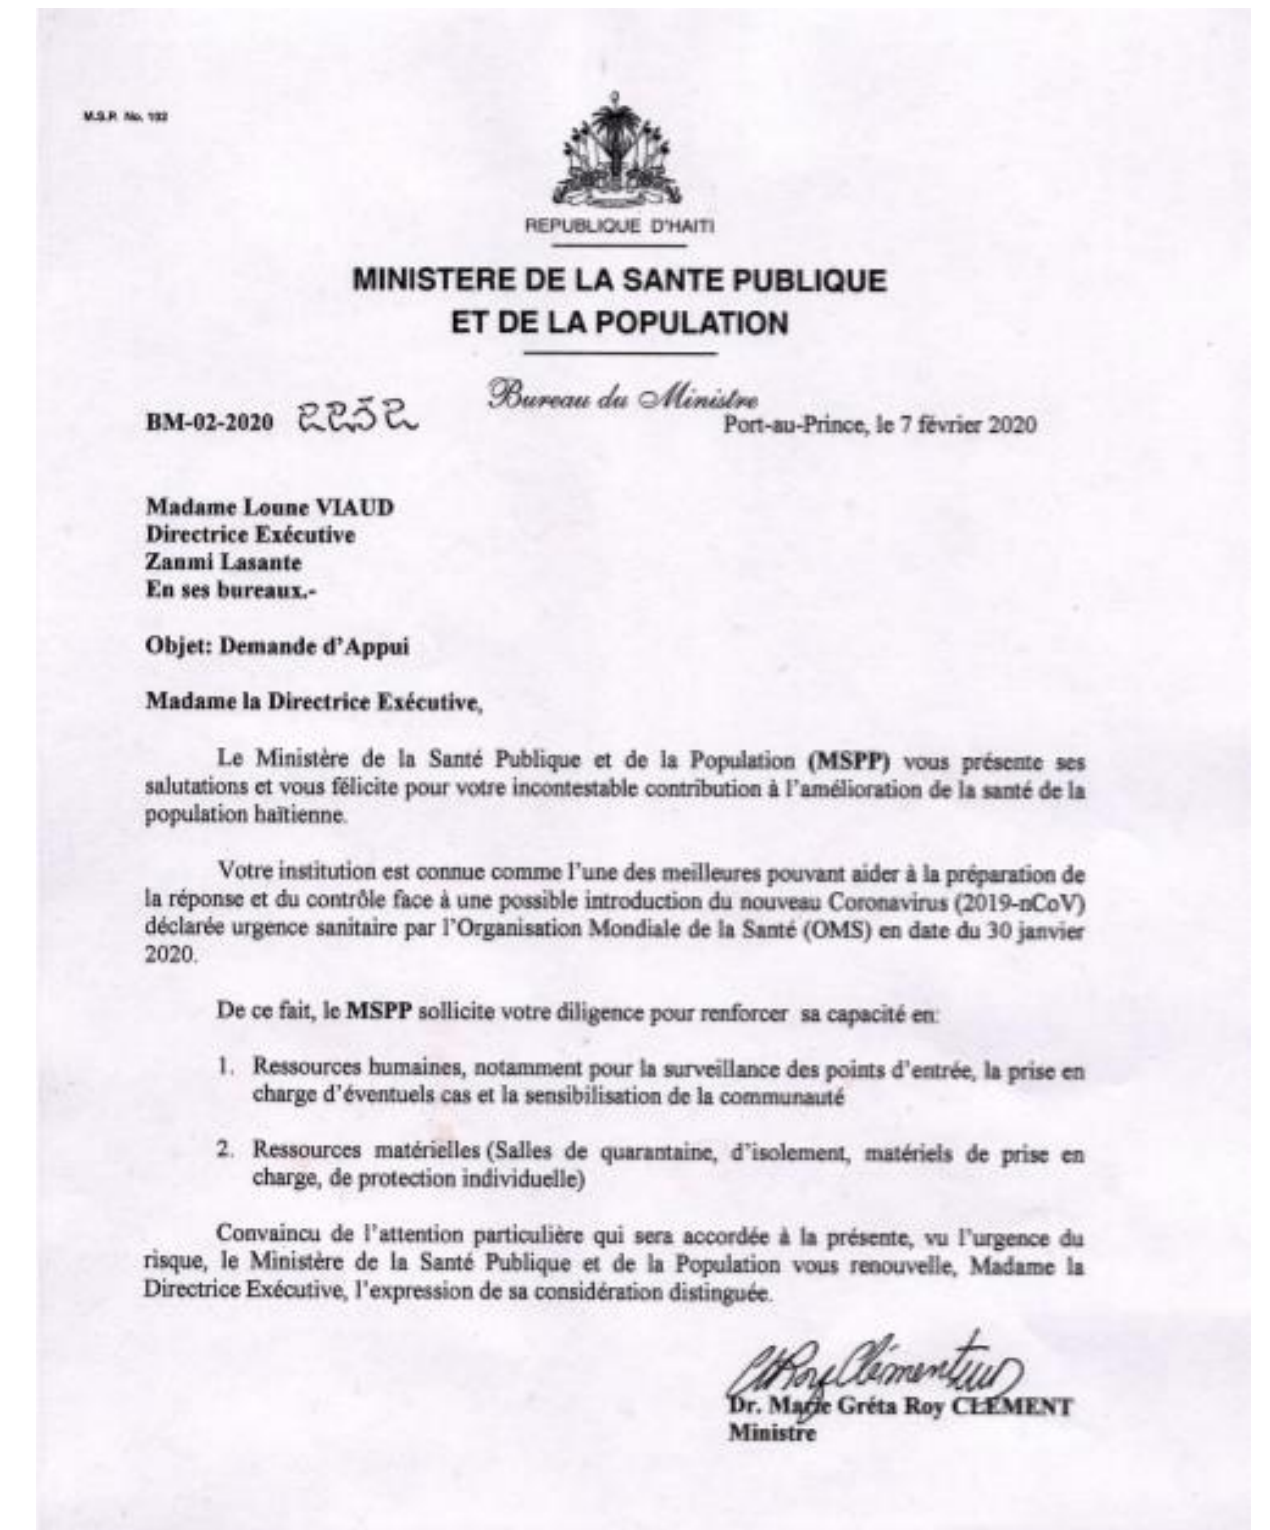 M.S.P. No. 102
REPUBLIQUE D'HAITI
MINISTERE DE LA SANTE PUBLIQUE
ET DE LA POPULATION
Bureau du Ministre
BM-02-2020
Port-au-Prince, le 7 février 2020
Madame Loune VIAUD
Directrice Exécutive
Zanmi Lasante
En ses bureaux.-
Objet: Demande d'Appui
Madame la Directrice Exécutive,
Le Ministère de la Santé Publique et de la Population (MSPP) vous présente ses
salutations et vous félicite pour votre incontestable contribution à l'amélioration de la santé de la
population haïtienne.
Votre institution est connue comme l'une des meilleures pouvant aider à la préparation de
la réponse et du contrôle face à une possible introduction du nouveau Coronavirus (2019-nCoV)
déclarée urgence sanitaire par l'Organisation Mondiale de la Santé (OMS) en date du 30 janvier
2020.
De ce fait, le MSPP sollicite votre diligence pour renforcer sa capacité en:
1. Ressources humaines, notamment pour la surveillance des points d'entrée, la prise en
charge d'éventuels cas et la sensibilisation de la communauté
2. Ressources matérielles (Salles de quarantaine, d'isolement, matériels de prise en
charge, de protection individuelle)
Convaincu de l'attention particulière qui sera accordée à la présente, vu l'urgence du
risque, le Ministère de la Santé Publique et de la Population vous renouvelle, Madame la
Directrice Exécutive, l'expression de sa considération distinguée.
Dr. Marie Gréta Roy CLEMENT
Ministre